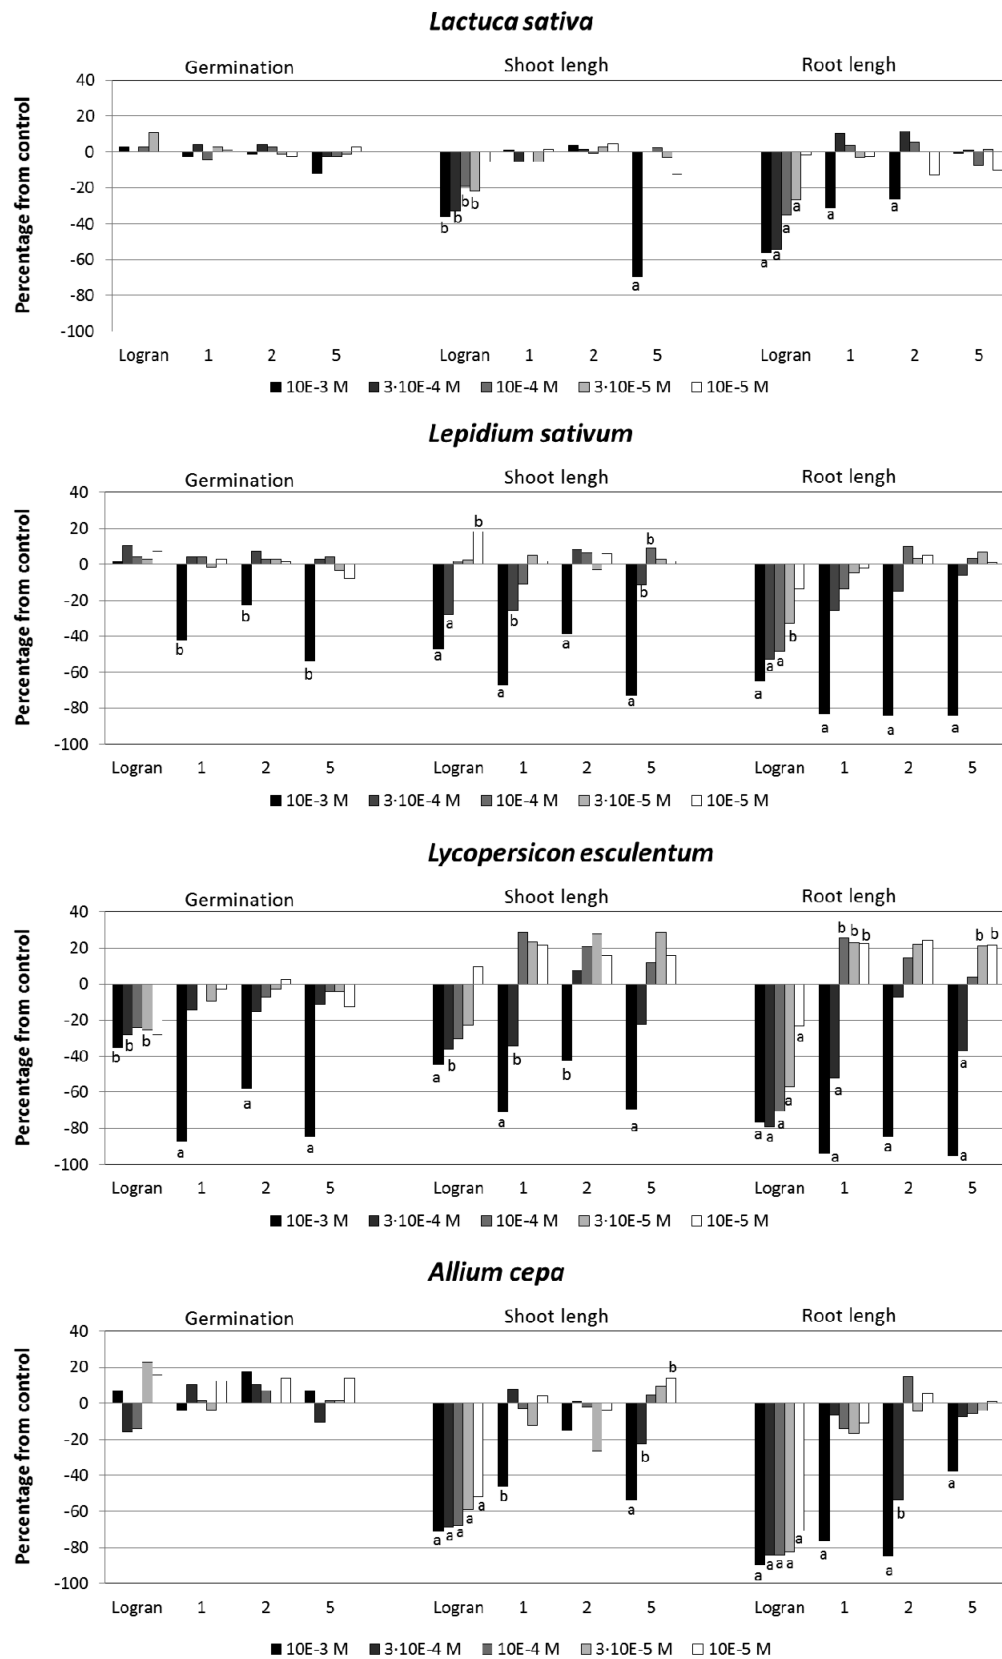 Lactuca sativa
Germination Shoot lengh Root lengh
Percentage from control
40
20
0
-20
-40
-60
-80
-100
b b b b a a a a a a a
Logran 1 2 5 Logran 1 2 5 Logran 1 2 5
10E-3 M 3·10E-4 M 10E-4 M 3·10E-5 M 10E-5 M
Lepidium sativum
Germination Shoot lengh Root lengh
Percentage from control
40
20
0
-20
-40
-60
-80
-100
b b b a a b a b a a b b a a a a b a a a
Logran 1 2 5 Logran 1 2 5 Logran 1 2 5
10E-3 M 3·10E-4 M 10E-4 M 3·10E-5 M 10E-5 M
Lycopersicon esculentum
Germination Shoot lengh Root lengh
Percentage from control
40
20
0
-20
-40
-60
-80
-100
b b b a a a a b a b b a a a a a a a a b b b a a a b b
Logran 1 2 5 Logran 1 2 5 Logran 1 2 5
10E-3 M 3·10E-4 M 10E-4 M 3·10E-5 M 10E-5 M
Allium cepa
Germination Shoot lengh Root lengh
Percentage from control
40
20
0
-20
-40
-60
-80
-100
a a a a a b a b b a a a a a a a b a
Logran 1 2 5 Logran 1 2 5 Logran 1 2 5
10E-3 M 3·10E-4 M 10E-4 M 3·10E-5 M 10E-5 M